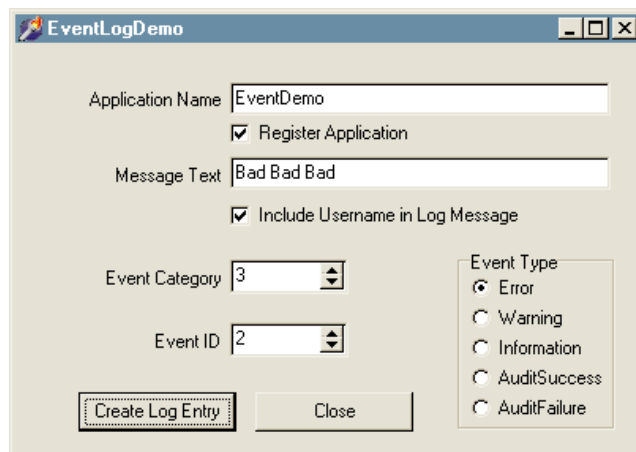 EventLogDemo
Application Name EventDemo
Register Application
Message Text Bad Bad Bad
Include Username in Log Message
Event Category 3
Event ID 2
Event Type
Error
Warning
Information
AuditSuccess
AuditFailure
Create Log Entry Close